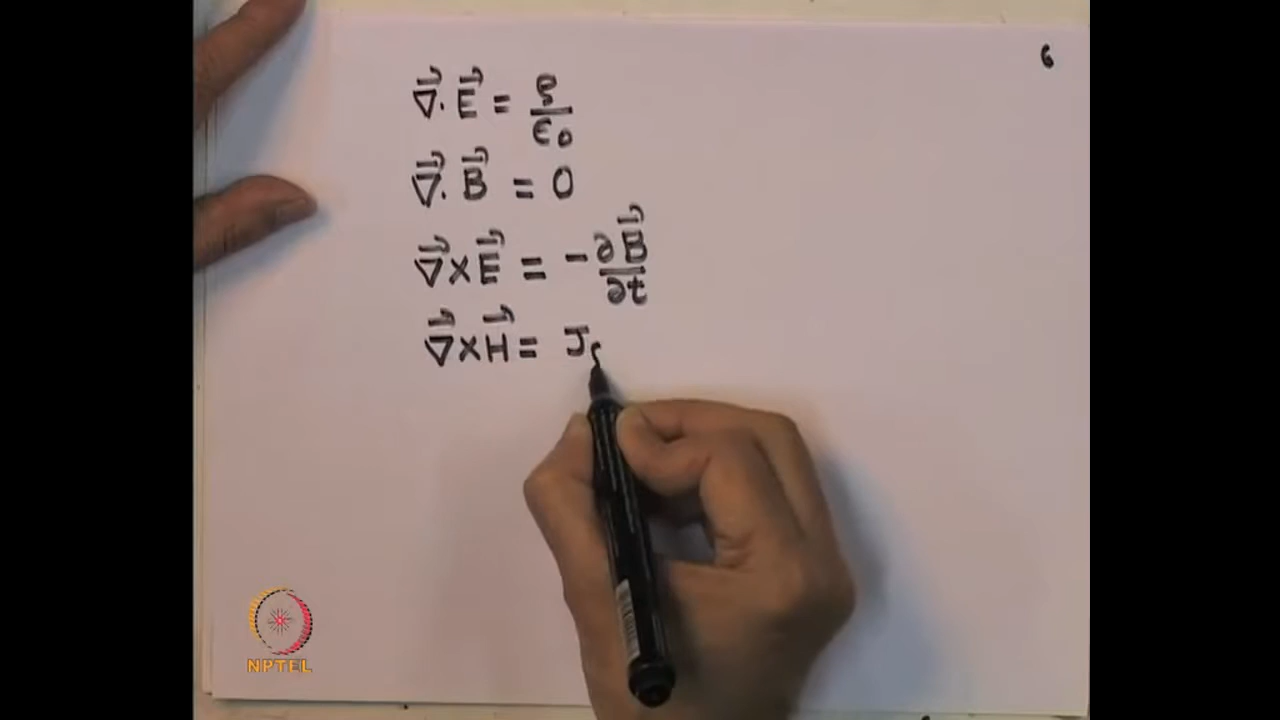 6
∇⃗. E⃗ = ρ/ε₀
∇⃗. B⃗ = 0
∇⃗ × E⃗ = -∂B⃗/∂t
∇⃗ × H⃗ = J
NPTEL